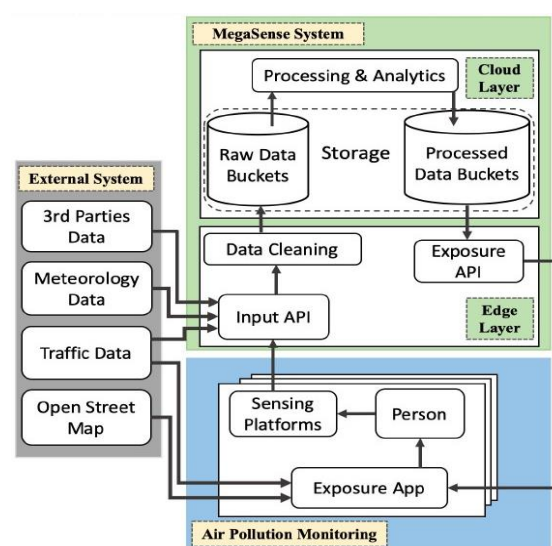 MegaSense System
Processing & Analytics
Cloud
Layer
Raw Data
Buckets
Storage
Processed
Data Buckets
External System
3rd Parties
Data
Meteorology
Data
Traffic Data
Open Street
Map
Data Cleaning
Input API
Exposure
API
Edge
Layer
Sensing
Platforms
Person
Exposure App
Air Pollution Monitoring